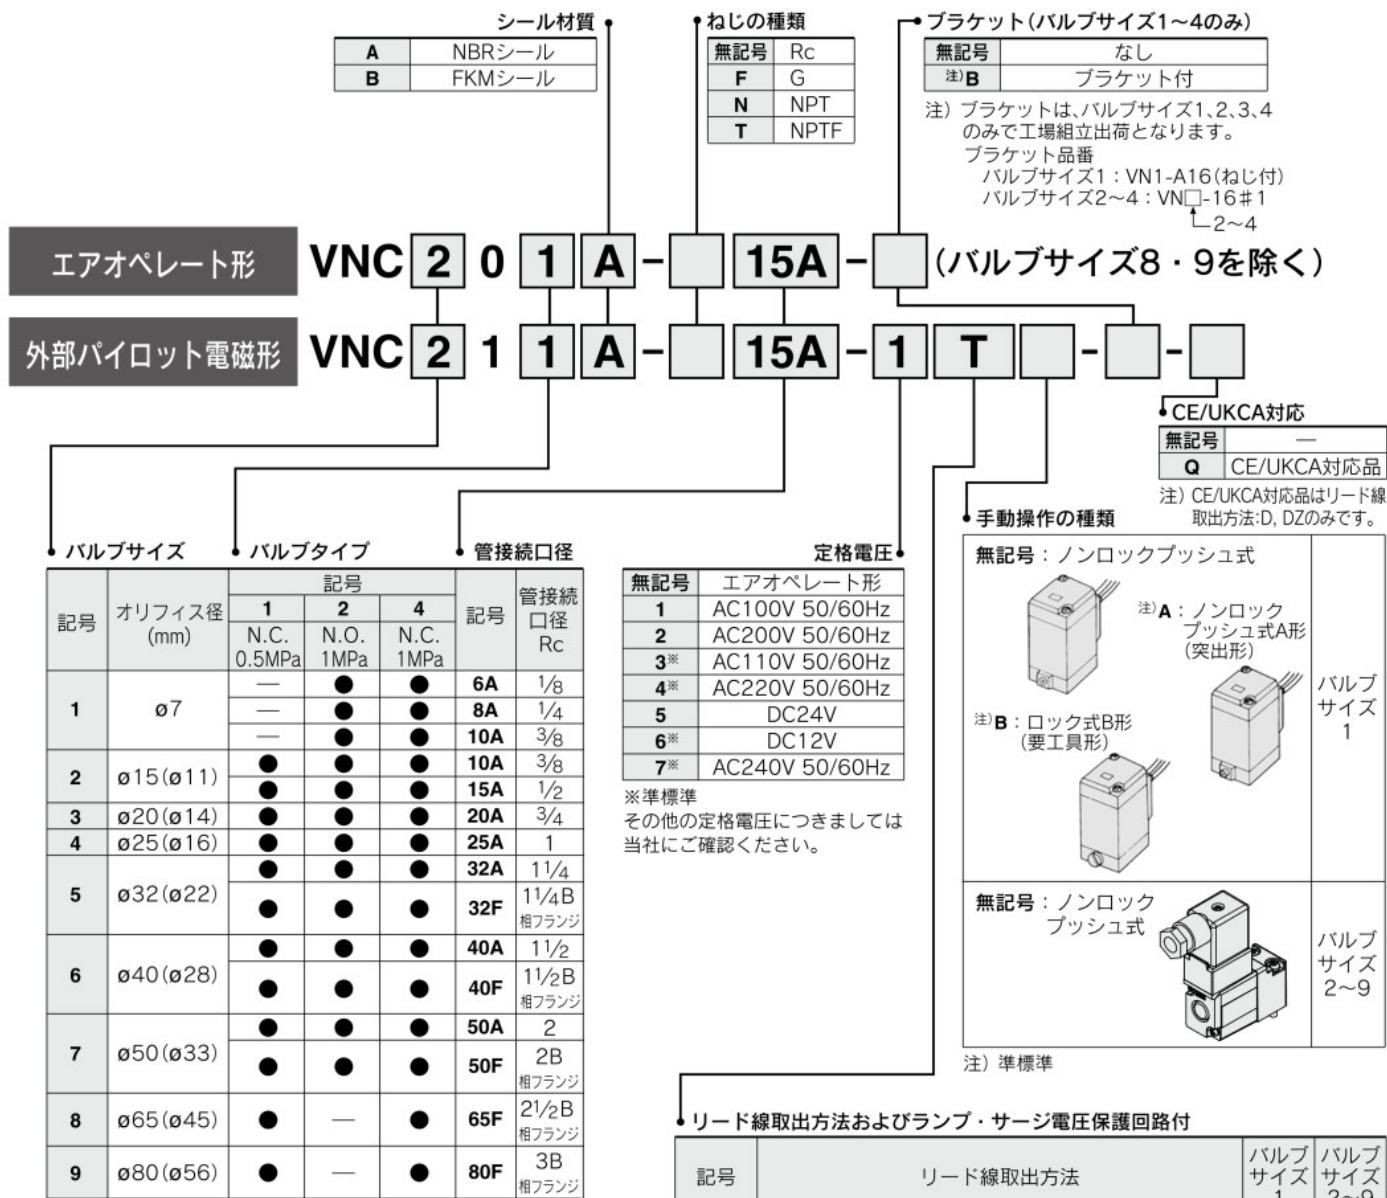 シール材質
A NBRシール
B FKMシール
ねじの種類
無記号 Rc
F G
N NPT
T NPTF
ブラケット(バルブサイズ1～4のみ)
無記号 なし
注)B ブラケット付
注) ブラケットは、バルブサイズ1、2、3、4
のみで工場組立出荷となります。
ブラケット品番
バルブサイズ1：VN1-A16(ねじ付)
バルブサイズ2～4：VN□-16＃1
2～4
エアオペレート形 VNC 2 0 1 A - □ 15A - □ (バルブサイズ8・9を除く)
外部パイロット電磁形 VNC 2 1 1 A - □ 15A - 1 T □ - □ - □
CE/UKCA対応
無記号 —
Q CE/UKCA対応品
注) CE/UKCA対応品はリード線
取出方法:D, DZのみです。
バルブサイズ
バルブタイプ
管接続口径
記号 オリフィス径 (mm) 記号 記号 管接続口径 Rc
1 2 4
N.C. N.O. N.C.
0.5MPa 1MPa 1MPa
1 ø7 — ● ● 6A 1/8
— ● ● 8A 1/4
— ● ● 10A 3/8
2 ø15(ø11) ● ● ● 10A 3/8
● ● ● 15A 1/2
3 ø20(ø14) ● ● ● 20A 3/4
4 ø25(ø16) ● ● ● 25A 1
5 ø32(ø22) ● ● ● 32A 1 1/4
● ● ● 32F 1 1/4B 相フランジ
6 ø40(ø28) ● ● ● 40A 1 1/2
● ● ● 40F 1 1/2B 相フランジ
7 ø50(ø33) ● ● ● 50A 2
● ● ● 50F 2B 相フランジ
8 ø65(ø45) ● — ● 65F 2 1/2B 相フランジ
9 ø80(ø56) ● — ● 80F 3B 相フランジ
定格電圧
無記号 エアオペレート形
1 AC100V 50/60Hz
2 AC200V 50/60Hz
3※ AC110V 50/60Hz
4※ AC220V 50/60Hz
5 DC24V
6※ DC12V
7※ AC240V 50/60Hz
※準標準
その他の定格電圧につきましては
当社にご確認ください。
手動操作の種類
無記号：ノンロックプッシュ式
注)A：ノンロック
プッシュ式A形
(突出形)
注)B：ロック式B形
(要工具形)
バルブ
サイズ
1
無記号：ノンロック
プッシュ式
バルブ
サイズ
2～9
注) 準標準
リード線取出方法およびランプ・サージ電圧保護回路付
記号 リード線取出方法 バルブサイズ1 バルブサイズ2～9